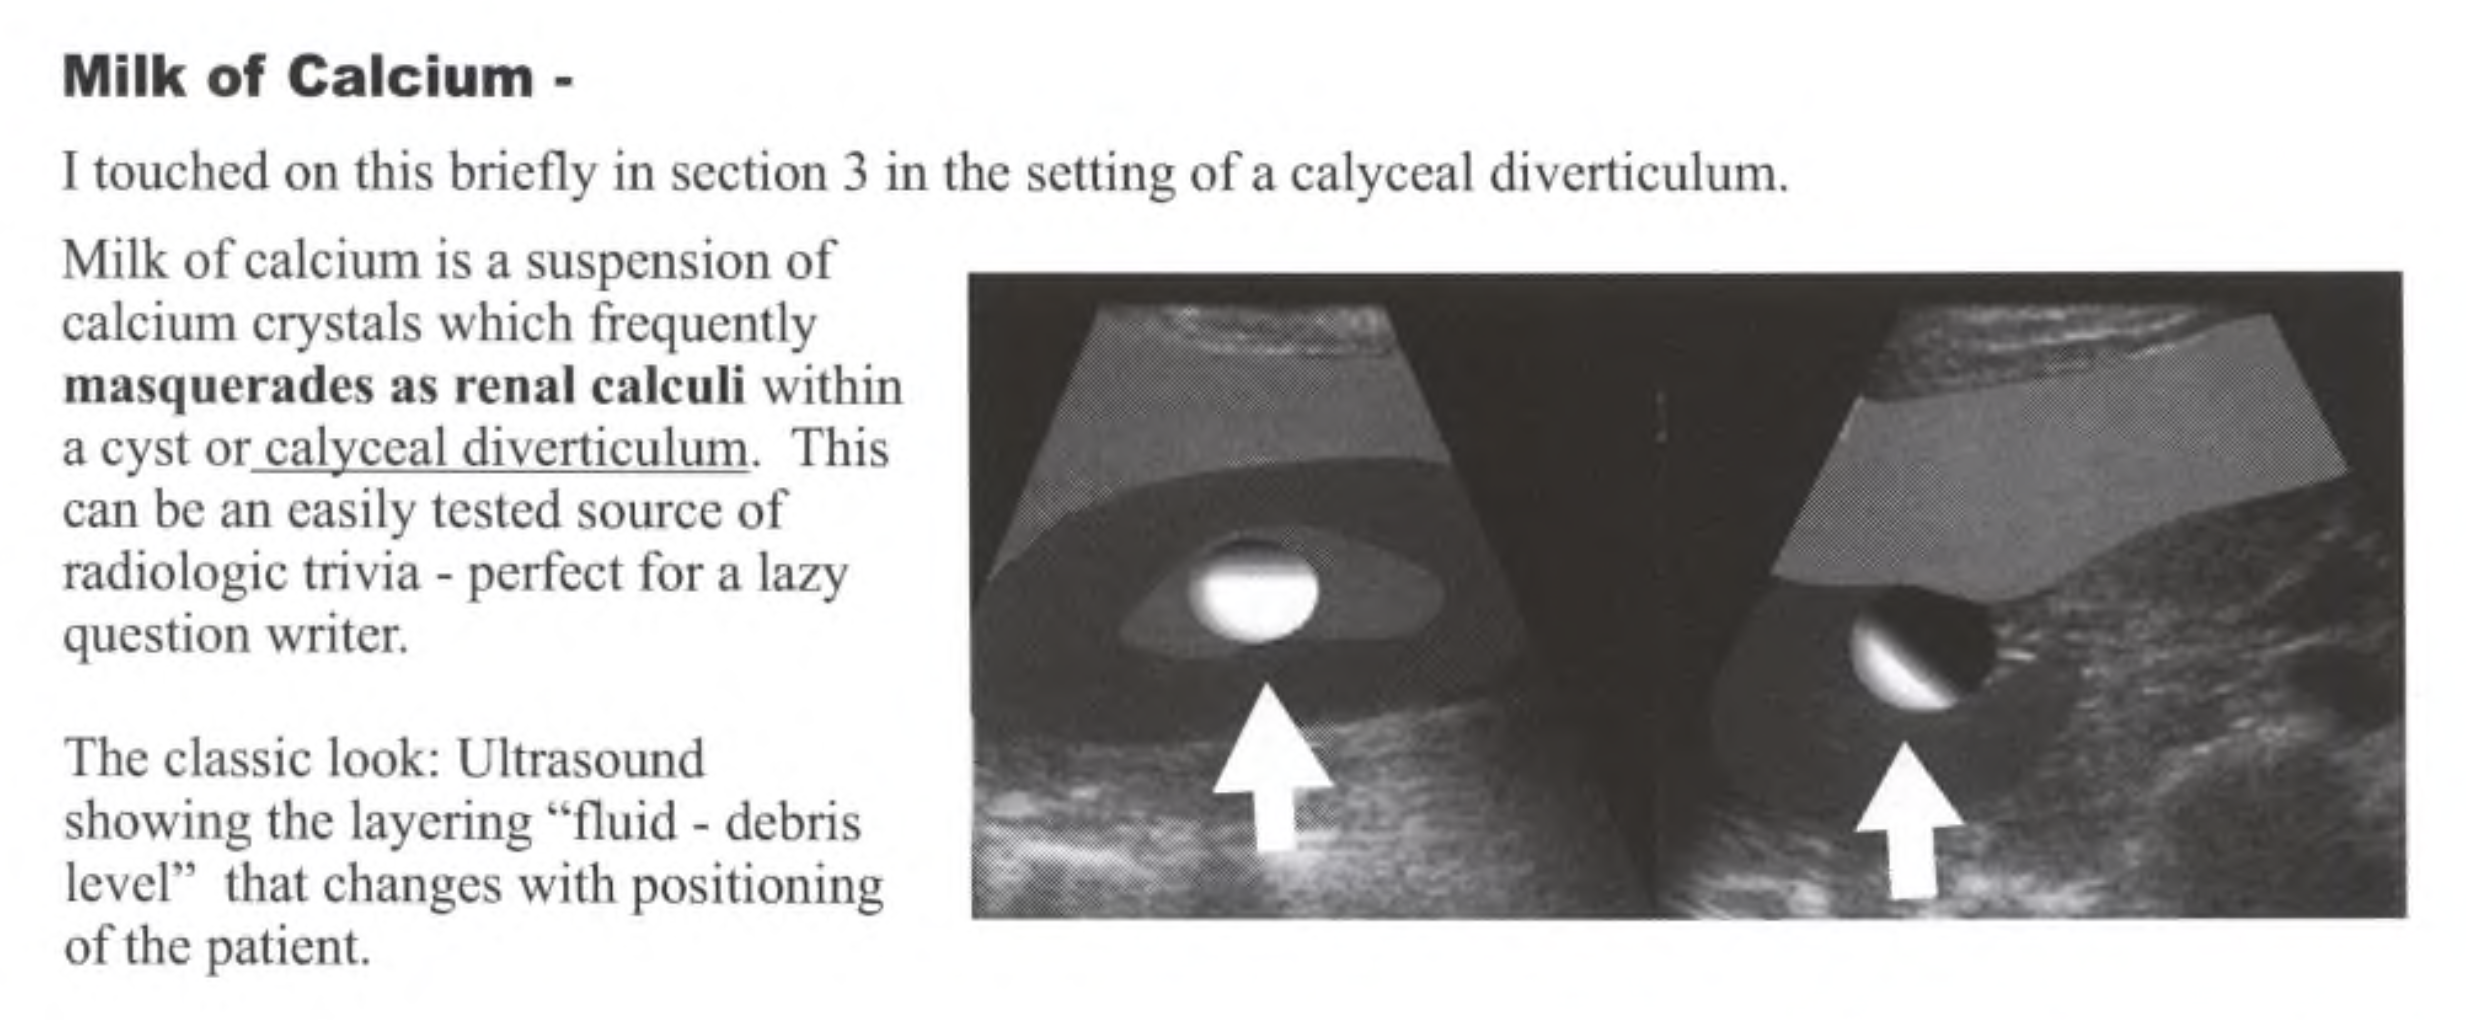 Milk of Calcium -
I touched on this briefly in section 3 in the setting of a calyceal diverticulum.
Milk of calcium is a suspension of
calcium crystals which frequently
masquerades as renal calculi within
a cyst or calyceal diverticulum. This
can be an easily tested source of
radiologic trivia - perfect for a lazy
question writer.
The classic look: Ultrasound
showing the layering “fluid - debris
level” that changes with positioning
of the patient.